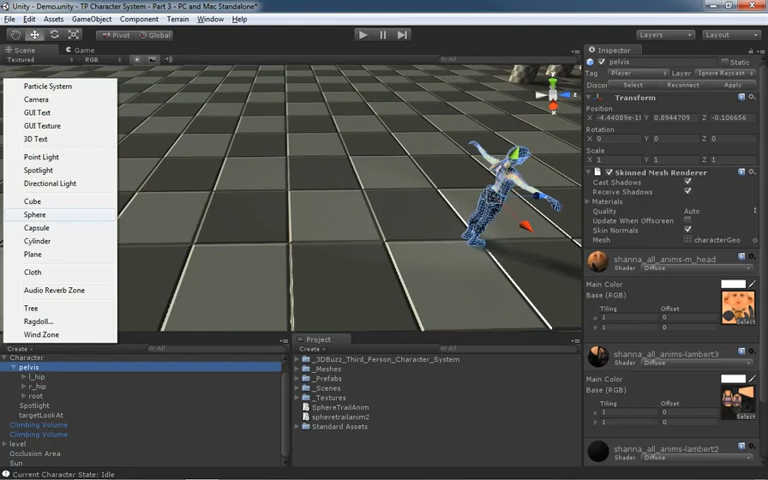 Unity - Demo.unity - TP Character System - Part 3 - PC and Mac Standalone*
File Edit Assets GameObject Component Terrain Window Help
Pivot Global Layers Layout
Scene Game
Textured RGB All
Particle System
Camera
GUI Text
GUI Texture
3D Text
Point Light
Spotlight
Directional Light
Cube
Sphere
Capsule
Cylinder
Plane
Cloth
Audio Reverb Zone
Tree
Ragdoll...
Wind Zone
y
z
Create All
Character
pelvis
l_hip
r_hip
root
Spotlight
targetLookAt
Climbing Volume
Climbing Volume
level
Occlusion Area
Sun
Current Character State: Idle
Project
Create All
_3DBuzz_Third_Person_Character_System
_Meshes
_Prefabs
_Scenes
_Textures
SphereTrailAnim
spheretrailanim2
Standard Assets
Inspector
pelvis Static
Tag Player Layer Ignore Raycast
Discor Select Reconnect Apply
Transform
Position
X -4.44089e-1 Y 0.8944709 Z -0.106656
Rotation
X 0 Y 0 Z 0
Scale
X 1 Y 1 Z 1
Skinned Mesh Renderer
Cast Shadows
Receive Shadows
Materials
Quality Auto
Update When Offscreen
Skin Normals
Mesh characterGeo
shanna_all_anims-m_head
Shader Diffuse
Main Color
Base (RGB)
Tiling Offset
x 1 0
y 1 0
Select
shanna_all_anims-lambert3
Shader Diffuse
Main Color
Base (RGB)
Tiling Offset
x 1 0
y 1 0
Select
shanna_all_anims-lambert2
Shader Diffuse